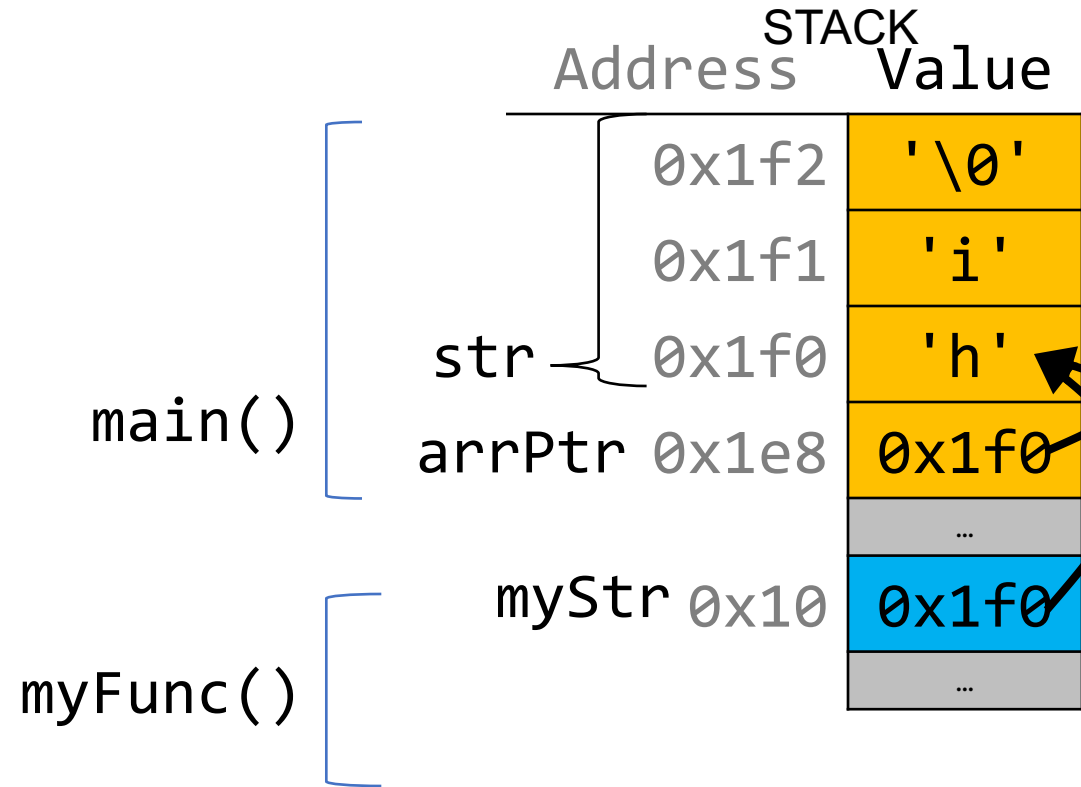 STACK
Address Value
0x1f2 '\0'
0x1f1 'i'
str 0x1f0 'h'
main()
arrPtr 0x1e8 0x1f0
…
myStr 0x10 0x1f0
myFunc()
…